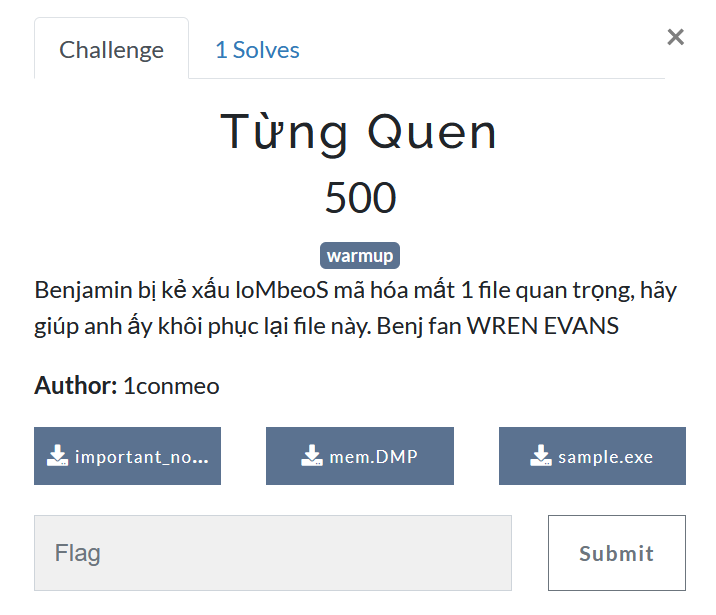 Challenge
1 Solves
×
Từng Quen
500
warmup
Benjamin bị kẻ xấu loMbeoS mã hóa mất 1 file quan trọng, hãy
giúp anh ấy khôi phục lại file này. Benj fan WREN EVANS
Author: 1conmeo
important_no...
mem.DMP
sample.exe
Flag
Submit